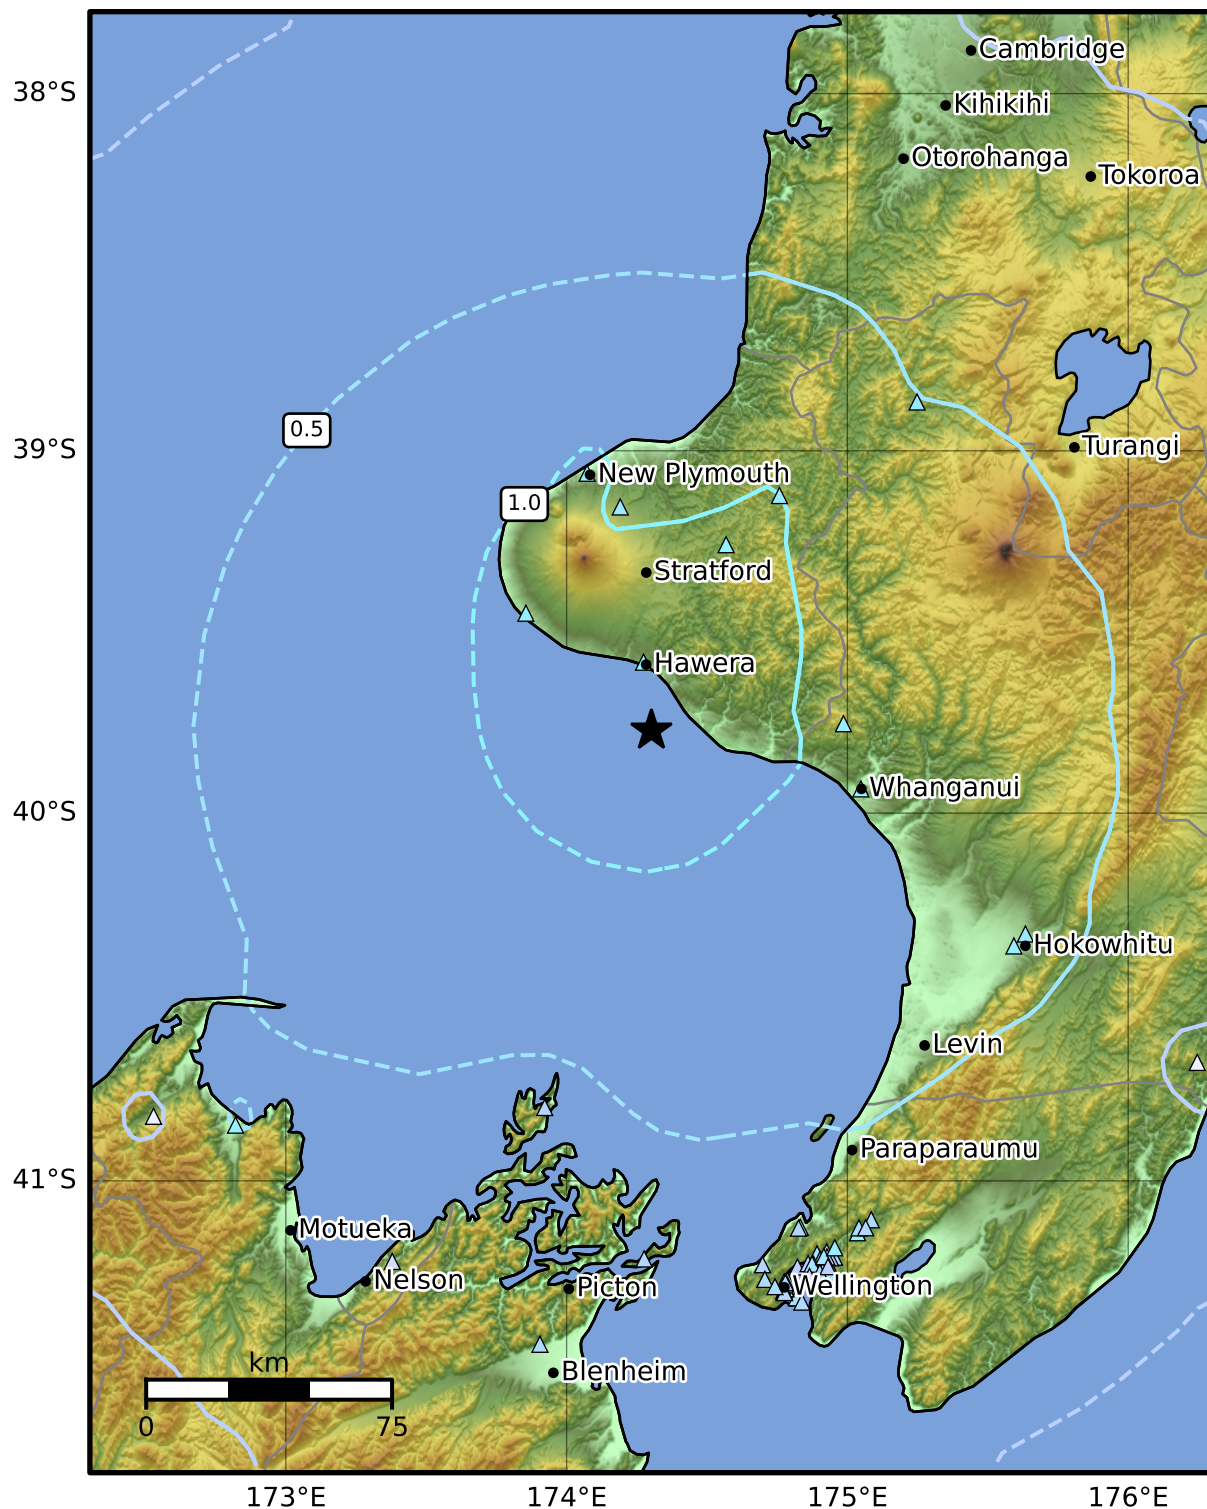 Cambridge
38°S
Kihikihi
Otorohanga
Tokoroa
0.5
39°S
Turangi
New Plymouth
1.0
Stratford
Hawera
Whanganui
40°S
Hokowhitu
Levin
Paraparaumu
41°S
Motueka
Nelson
Picton
Wellington
km
Blenheim
0 75
173°E 174°E 175°E 176°E